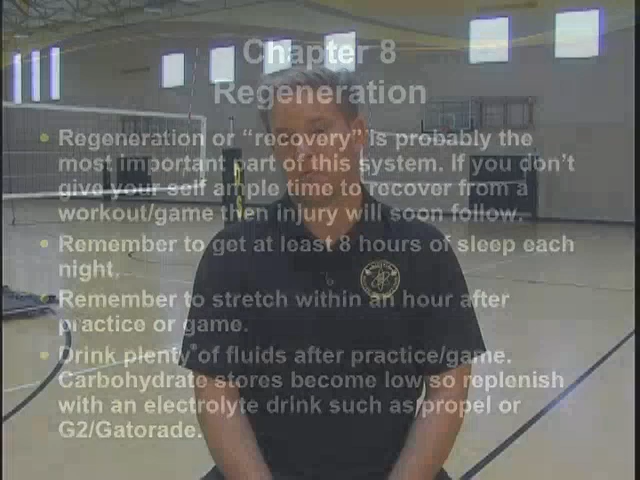 Chapter 8
Regeneration
• Regeneration or “recovery” is probably the
most important part of this system. If you don’t
give your self ample time to recover from a
workout/game then injury will soon follow.
• Remember to get at least 8 hours of sleep each
night.
Remember to stretch within an hour after
practice or game.
• Drink plenty of fluids after practice/game.
Carbohydrate stores become low so replenish
with an electrolyte drink such as propel or
G2/Gatorade.